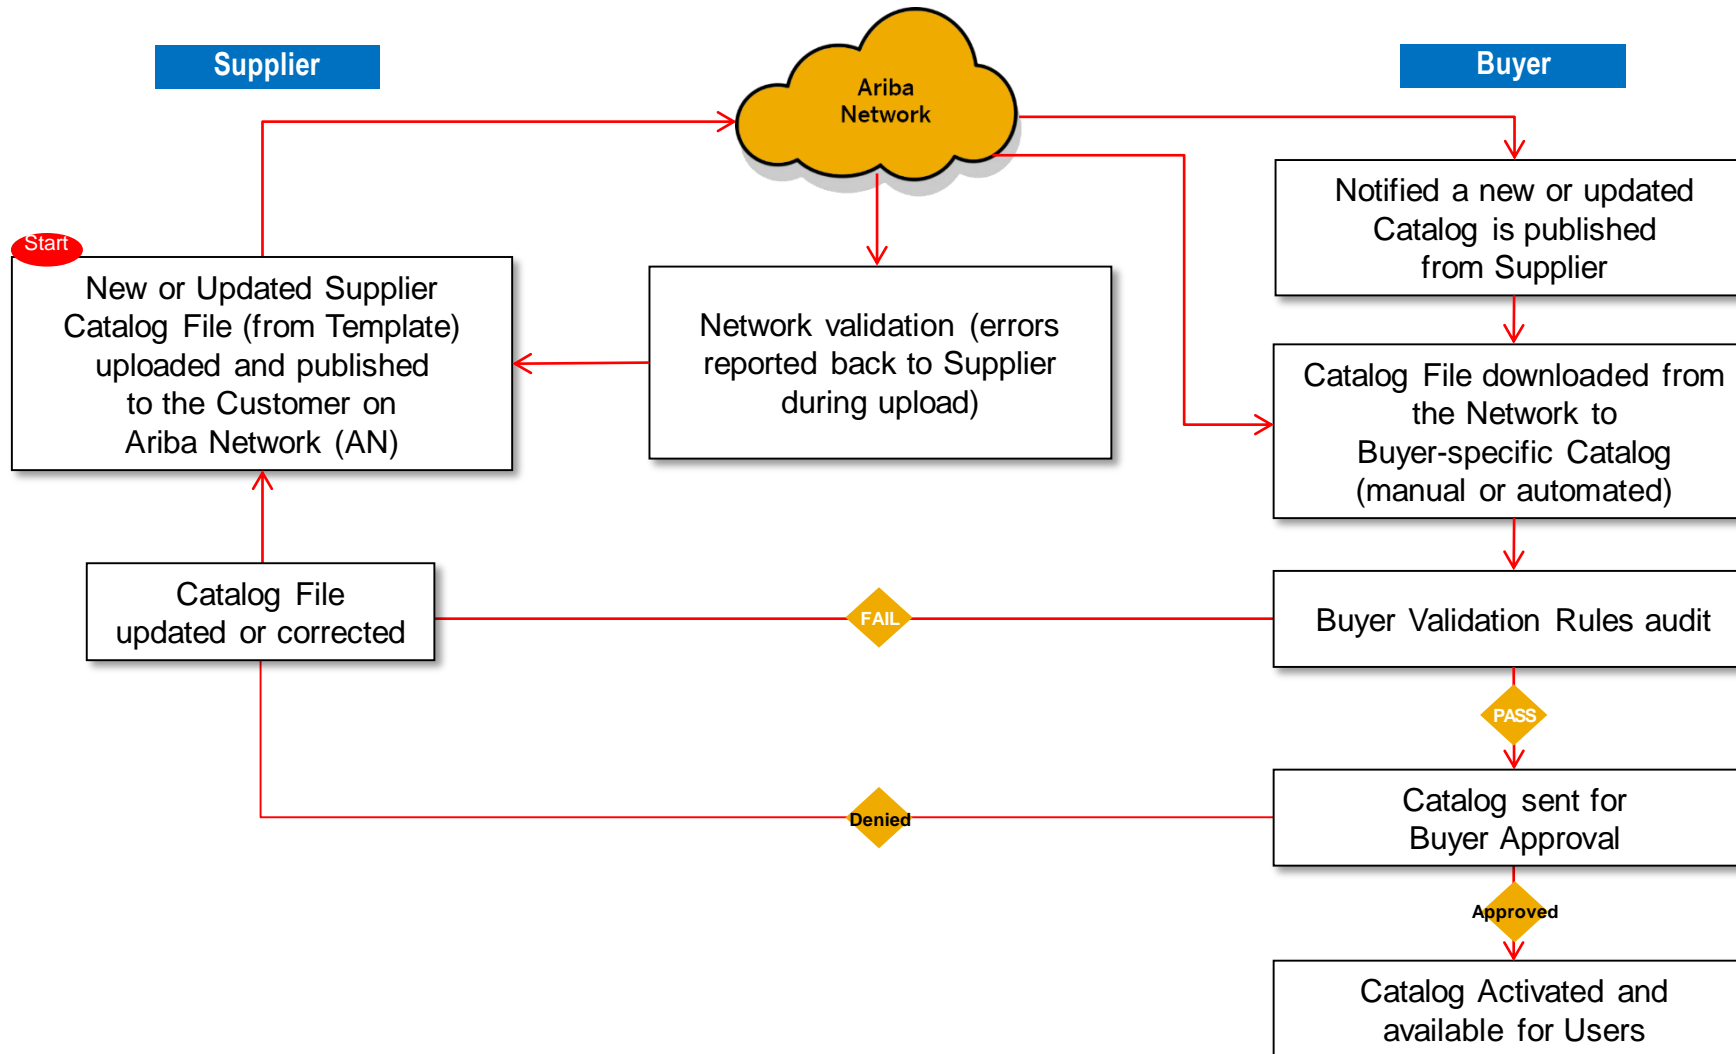 Supplier
Ariba
Network
Buyer
Start
New or Updated Supplier
Catalog File (from Template)
uploaded and published
to the Customer on
Ariba Network (AN)
Network validation (errors
reported back to Supplier
during upload)
Notified a new or updated
Catalog is published
from Supplier
Catalog File downloaded from
the Network to
Buyer-specific Catalog
(manual or automated)
Catalog File
updated or corrected
FAIL
Buyer Validation Rules audit
PASS
Denied
Catalog sent for
Buyer Approval
Approved
Catalog Activated and
available for Users